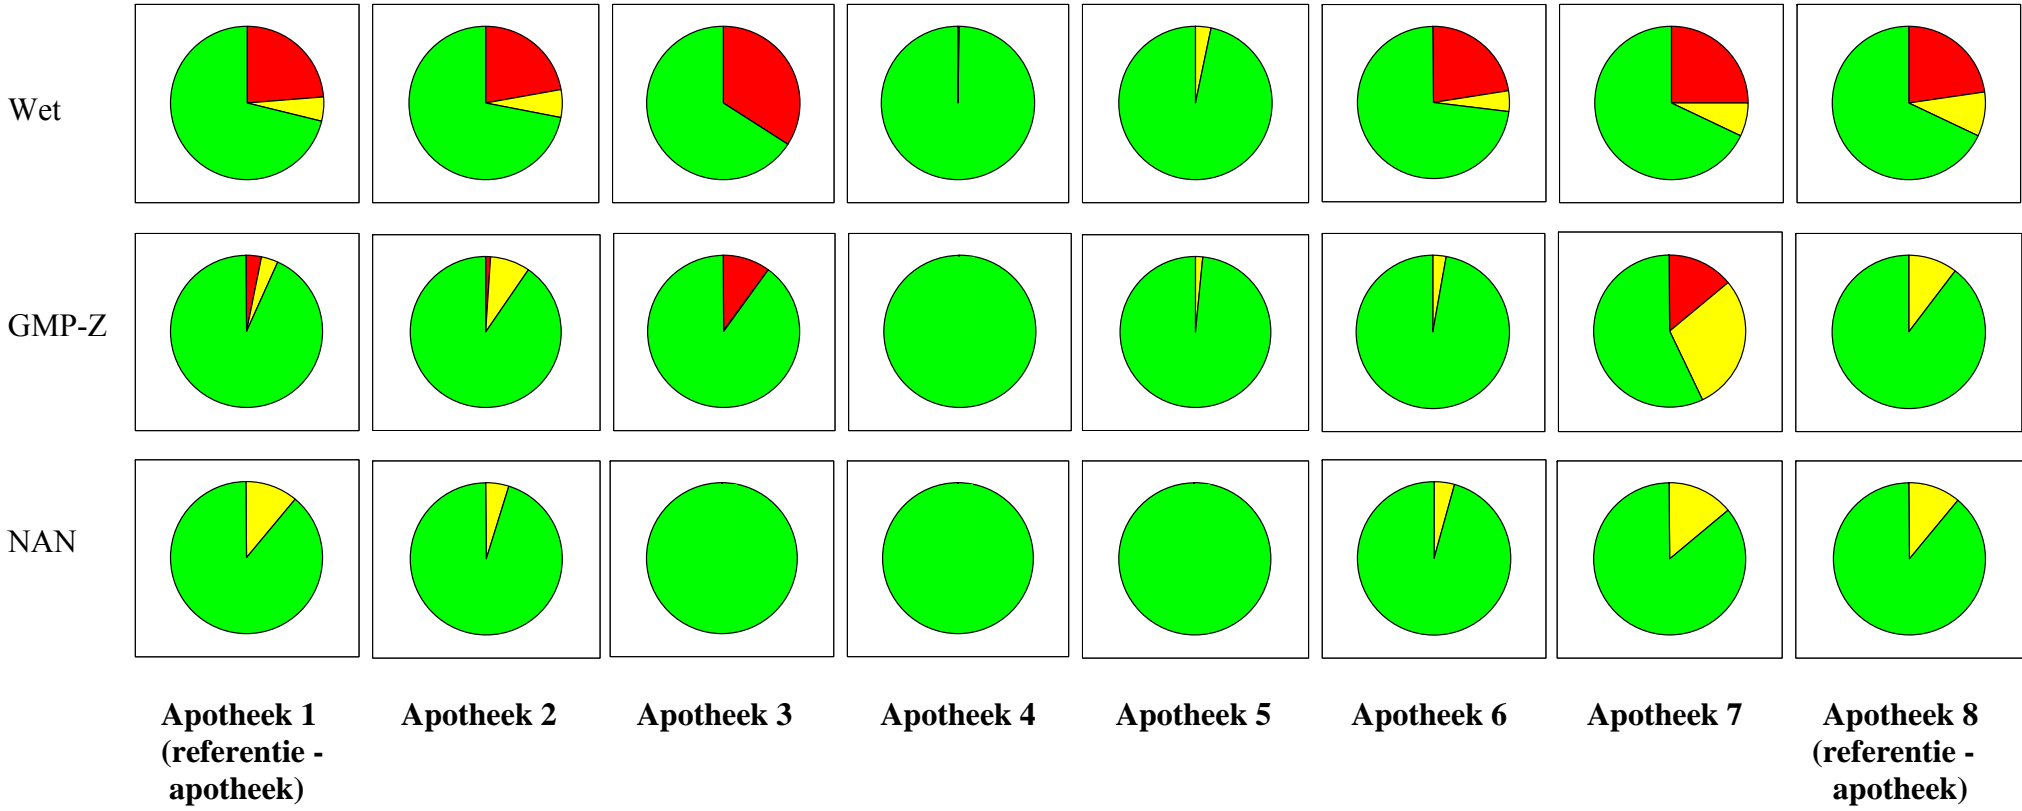 Wet
GMP-Z
NAN
Apotheek 1
(referentie -
apotheek)
Apotheek 2
Apotheek 3
Apotheek 4
Apotheek 5
Apotheek 6
Apotheek 7
Apotheek 8
(referentie -
apotheek)